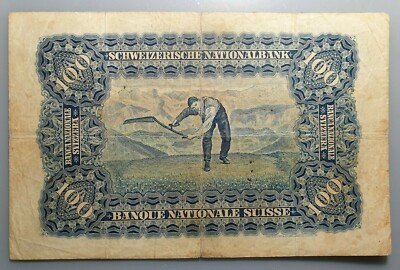 100
SCHWEIZERISCHE NATIONALBANK
100
BANCA NAZIONALE
SVIZZERA
BANCA NAZIONALE
SVIZZERA
100
BANQUE NATIONALE SUISSE
100